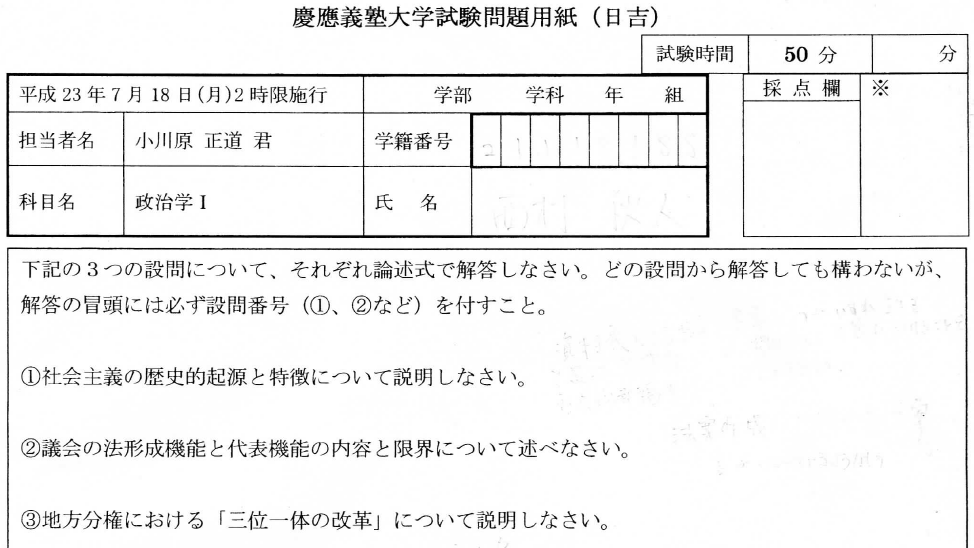 慶應義塾大学試験問題用紙（日吉）
試験時間 50 分 分
平成 23 年 7 月 18 日(月)2 時限施行 学部 学科 年 組
採 点 欄 ※
担当者名 小川原 正道 君 学籍番号
科目名 政治学 I 氏 名
下記の３つの設問について、それぞれ論述式で解答しなさい。どの設問から解答しても構わないが、
解答の冒頭には必ず設問番号（①、②など）を付すこと。
①社会主義の歴史的起源と特徴について説明しなさい。
②議会の法形成機能と代表機能の内容と限界について述べなさい。
③地方分権における「三位一体の改革」について説明しなさい。